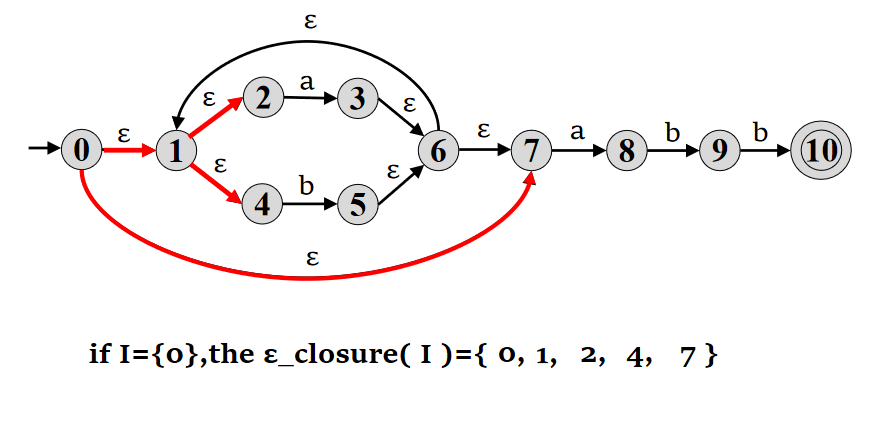 ε
ε 2 a 3 ε
0 ε 1 6 ε 7 a 8 b 9 b 10
ε 4 b 5 ε
ε
if I={0},the ε_closure( I )={ 0, 1, 2, 4, 7 }